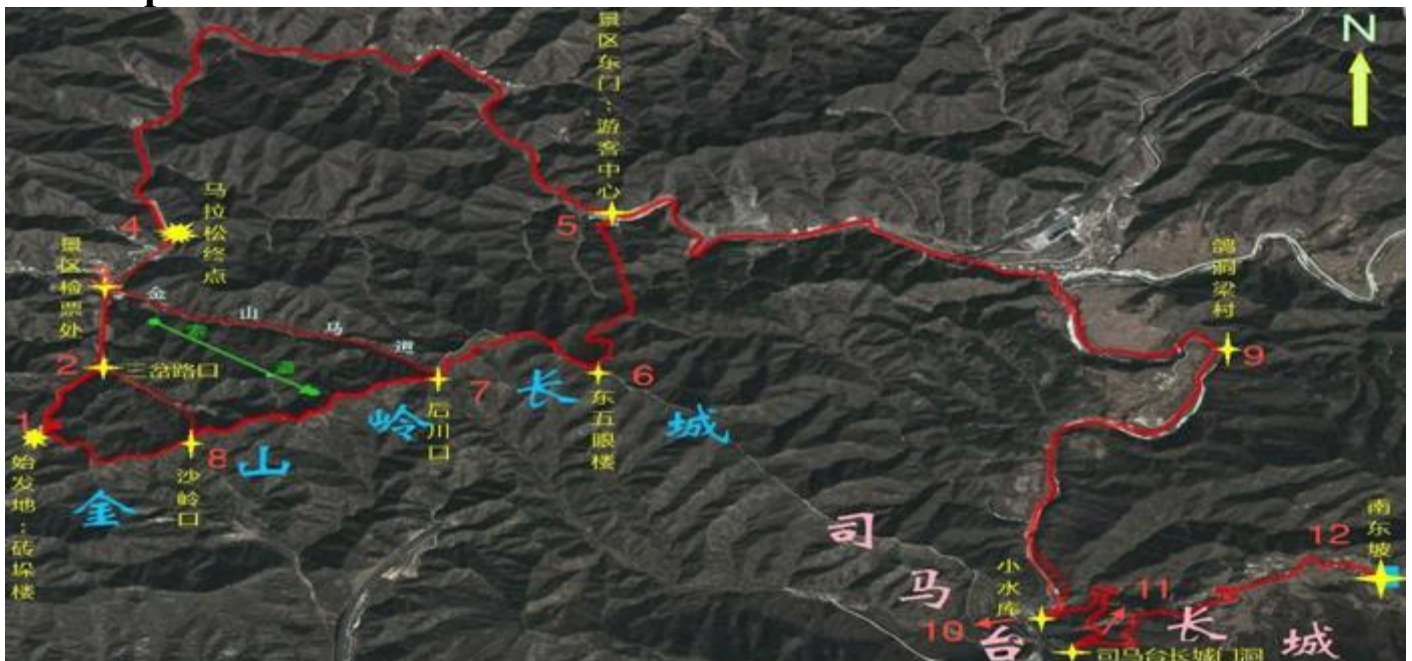 N
景区东门：游客中心
5
4
马拉松终点
景区检票处
金山马道
2
三岔路口
1
始发地：砖垛楼
8
沙岭口
后川口
7
东五眼楼
6
金山岭长城
鸽洞梁村
9
司马台长城
小水库
10
11
司马台长城门洞
12
南东坡